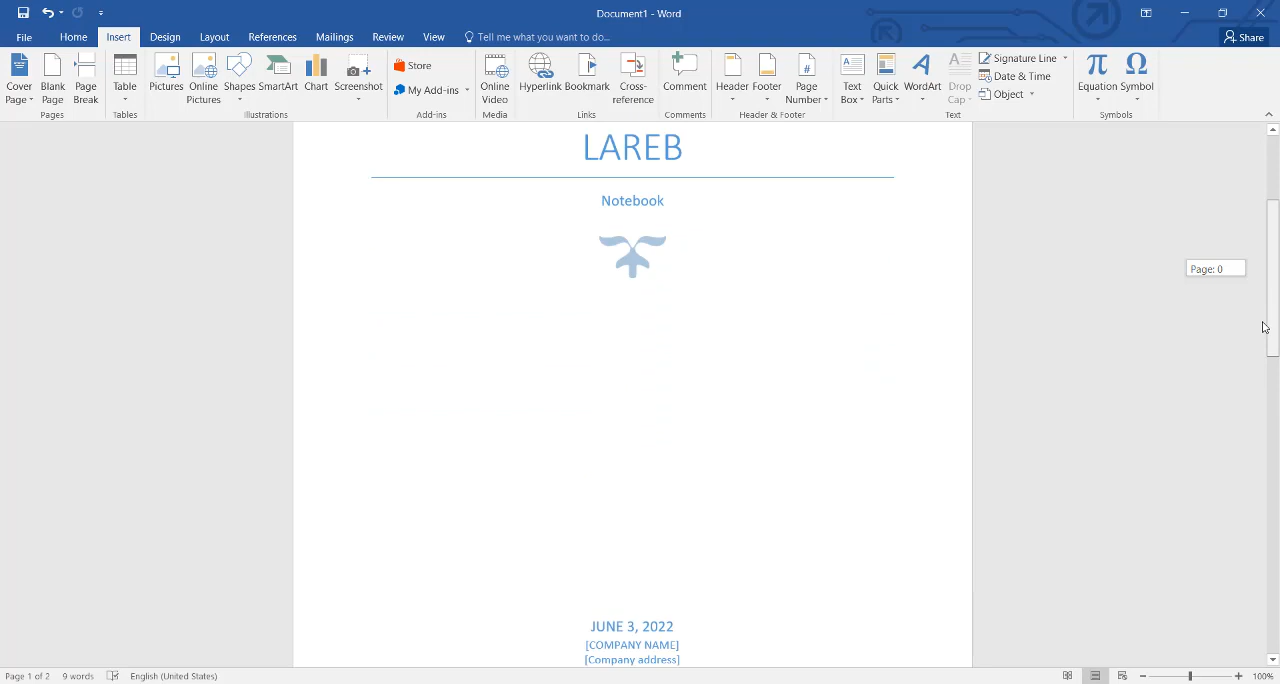 Document1 - Word
File Home Insert Design Layout References Mailings Review View Tell me what you want to do... Share
Cover Page Blank Page Page Break Table Pictures Online Pictures Shapes SmartArt Chart Screenshot Store My Add-ins Online Video Hyperlink Bookmark Cross-reference Comment Header Footer Page Number Text Box Quick Parts WordArt Drop Cap Signature Line Date & Time Object Equation Symbol
Pages Tables Illustrations Add-ins Media Links Comments Header & Footer Text Symbols
LAREB
Notebook
Page: 0
JUNE 3, 2022
[COMPANY NAME]
[Company address]
Page 1 of 2 9 words English (United States) 100%